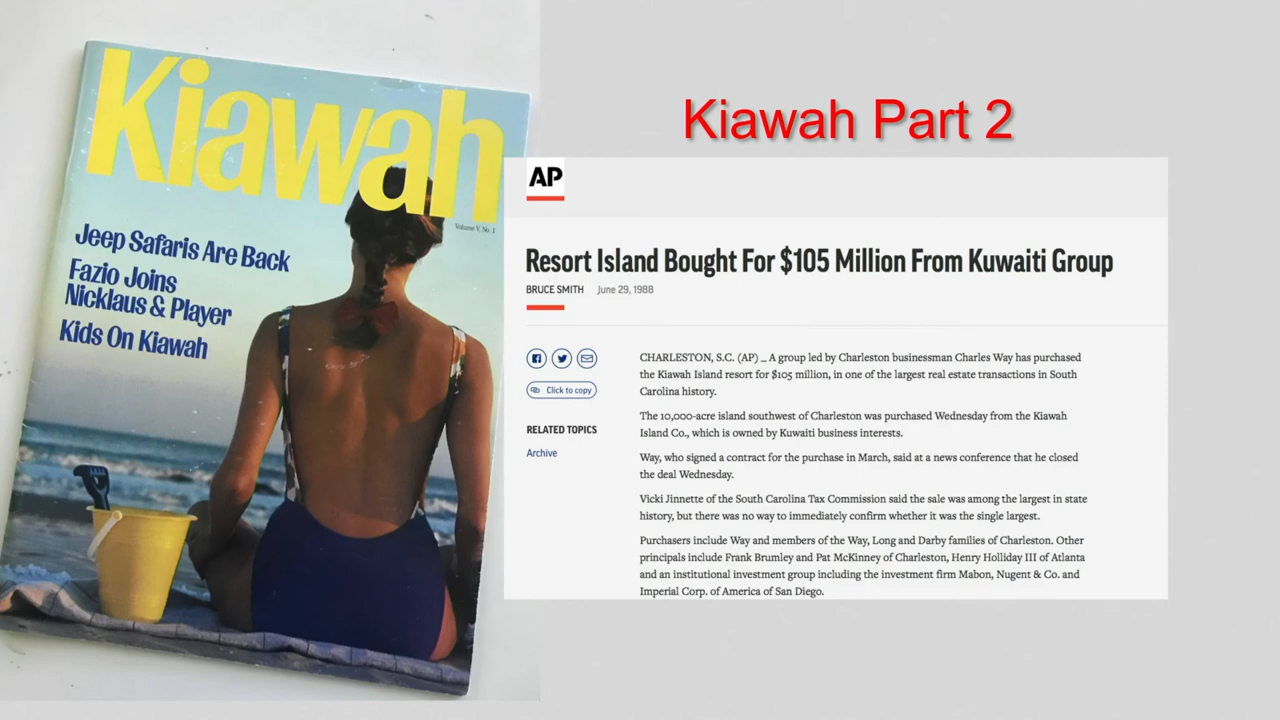 Kiawah
Volume V, No. 1
Jeep Safaris Are Back
Fazio Joins
Nicklaus & Player
Kids On Kiawah
Kiawah Part 2
AP
Resort Island Bought For $105 Million From Kuwaiti Group
BRUCE SMITH June 29, 1988
Click to copy
RELATED TOPICS
Archive
CHARLESTON, S.C. (AP) _ A group led by Charleston businessman Charles Way has purchased
the Kiawah Island resort for $105 million, in one of the largest real estate transactions in South
Carolina history.
The 10,000-acre island southwest of Charleston was purchased Wednesday from the Kiawah
Island Co., which is owned by Kuwaiti business interests.
Way, who signed a contract for the purchase in March, said at a news conference that he closed
the deal Wednesday.
Vicki Jinnette of the South Carolina Tax Commission said the sale was among the largest in state
history, but there was no way to immediately confirm whether it was the single largest.
Purchasers include Way and members of the Way, Long and Darby families of Charleston. Other
principals include Frank Brumley and Pat McKinney of Charleston, Henry Holliday III of Atlanta
and an institutional investment group including the investment firm Mabon, Nugent & Co. and
Imperial Corp. of America of San Diego.